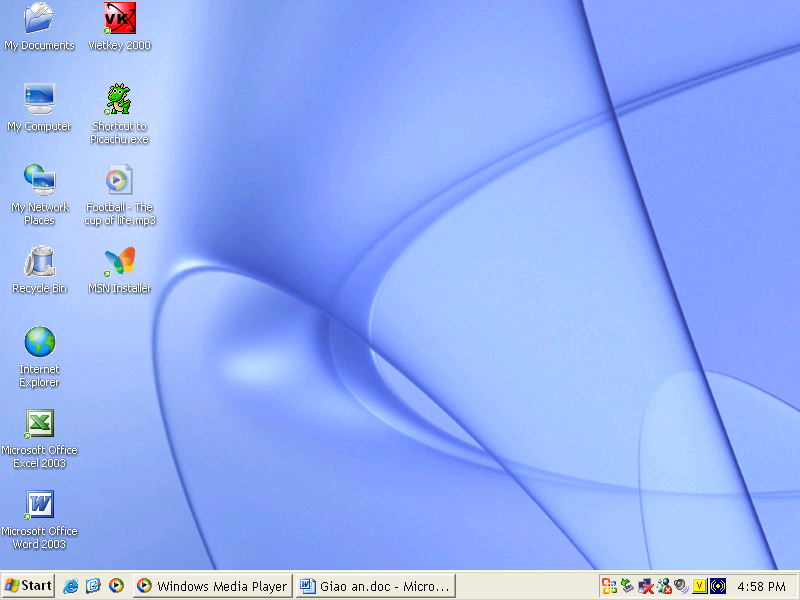 My Documents
VK
Vietkey 2000
My Computer
Shortcut to
Picachu.exe
My Network
Places
Football - The
cup of life.mp3
Recycle Bin
MSN Installer
Internet
Explorer
Microsoft Office
Excel 2003
W
Microsoft Office
Word 2003
Start
Windows Media Player
Giao an.doc - Micro...
V
4:58 PM